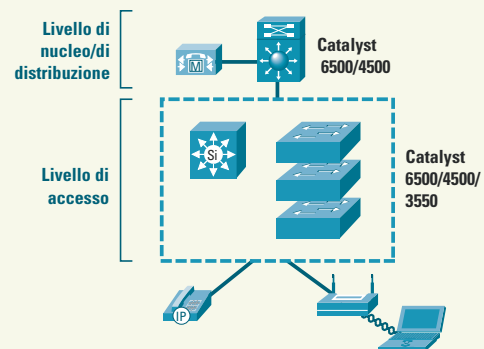 Livello di
nucleo/di
distribuzione
M
Catalyst
6500/4500
Livello di
accesso
Si
Catalyst
6500/4500/
3550
IP